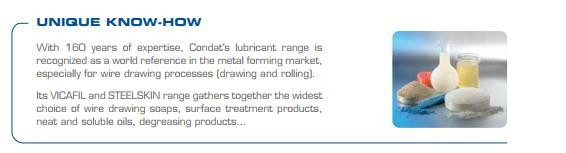 UNIQUE KNOW-HOW
With 160 years of expertise, Condat's lubricant range is
recognized as a world reference in the metal forming market,
especially for wire drawing processes (drawing and rolling).
Its VICAFIL and STEELSKIN range gathers together the widest
choice of wire drawing soaps, surface treatment products,
neat and soluble oils, degreasing products...